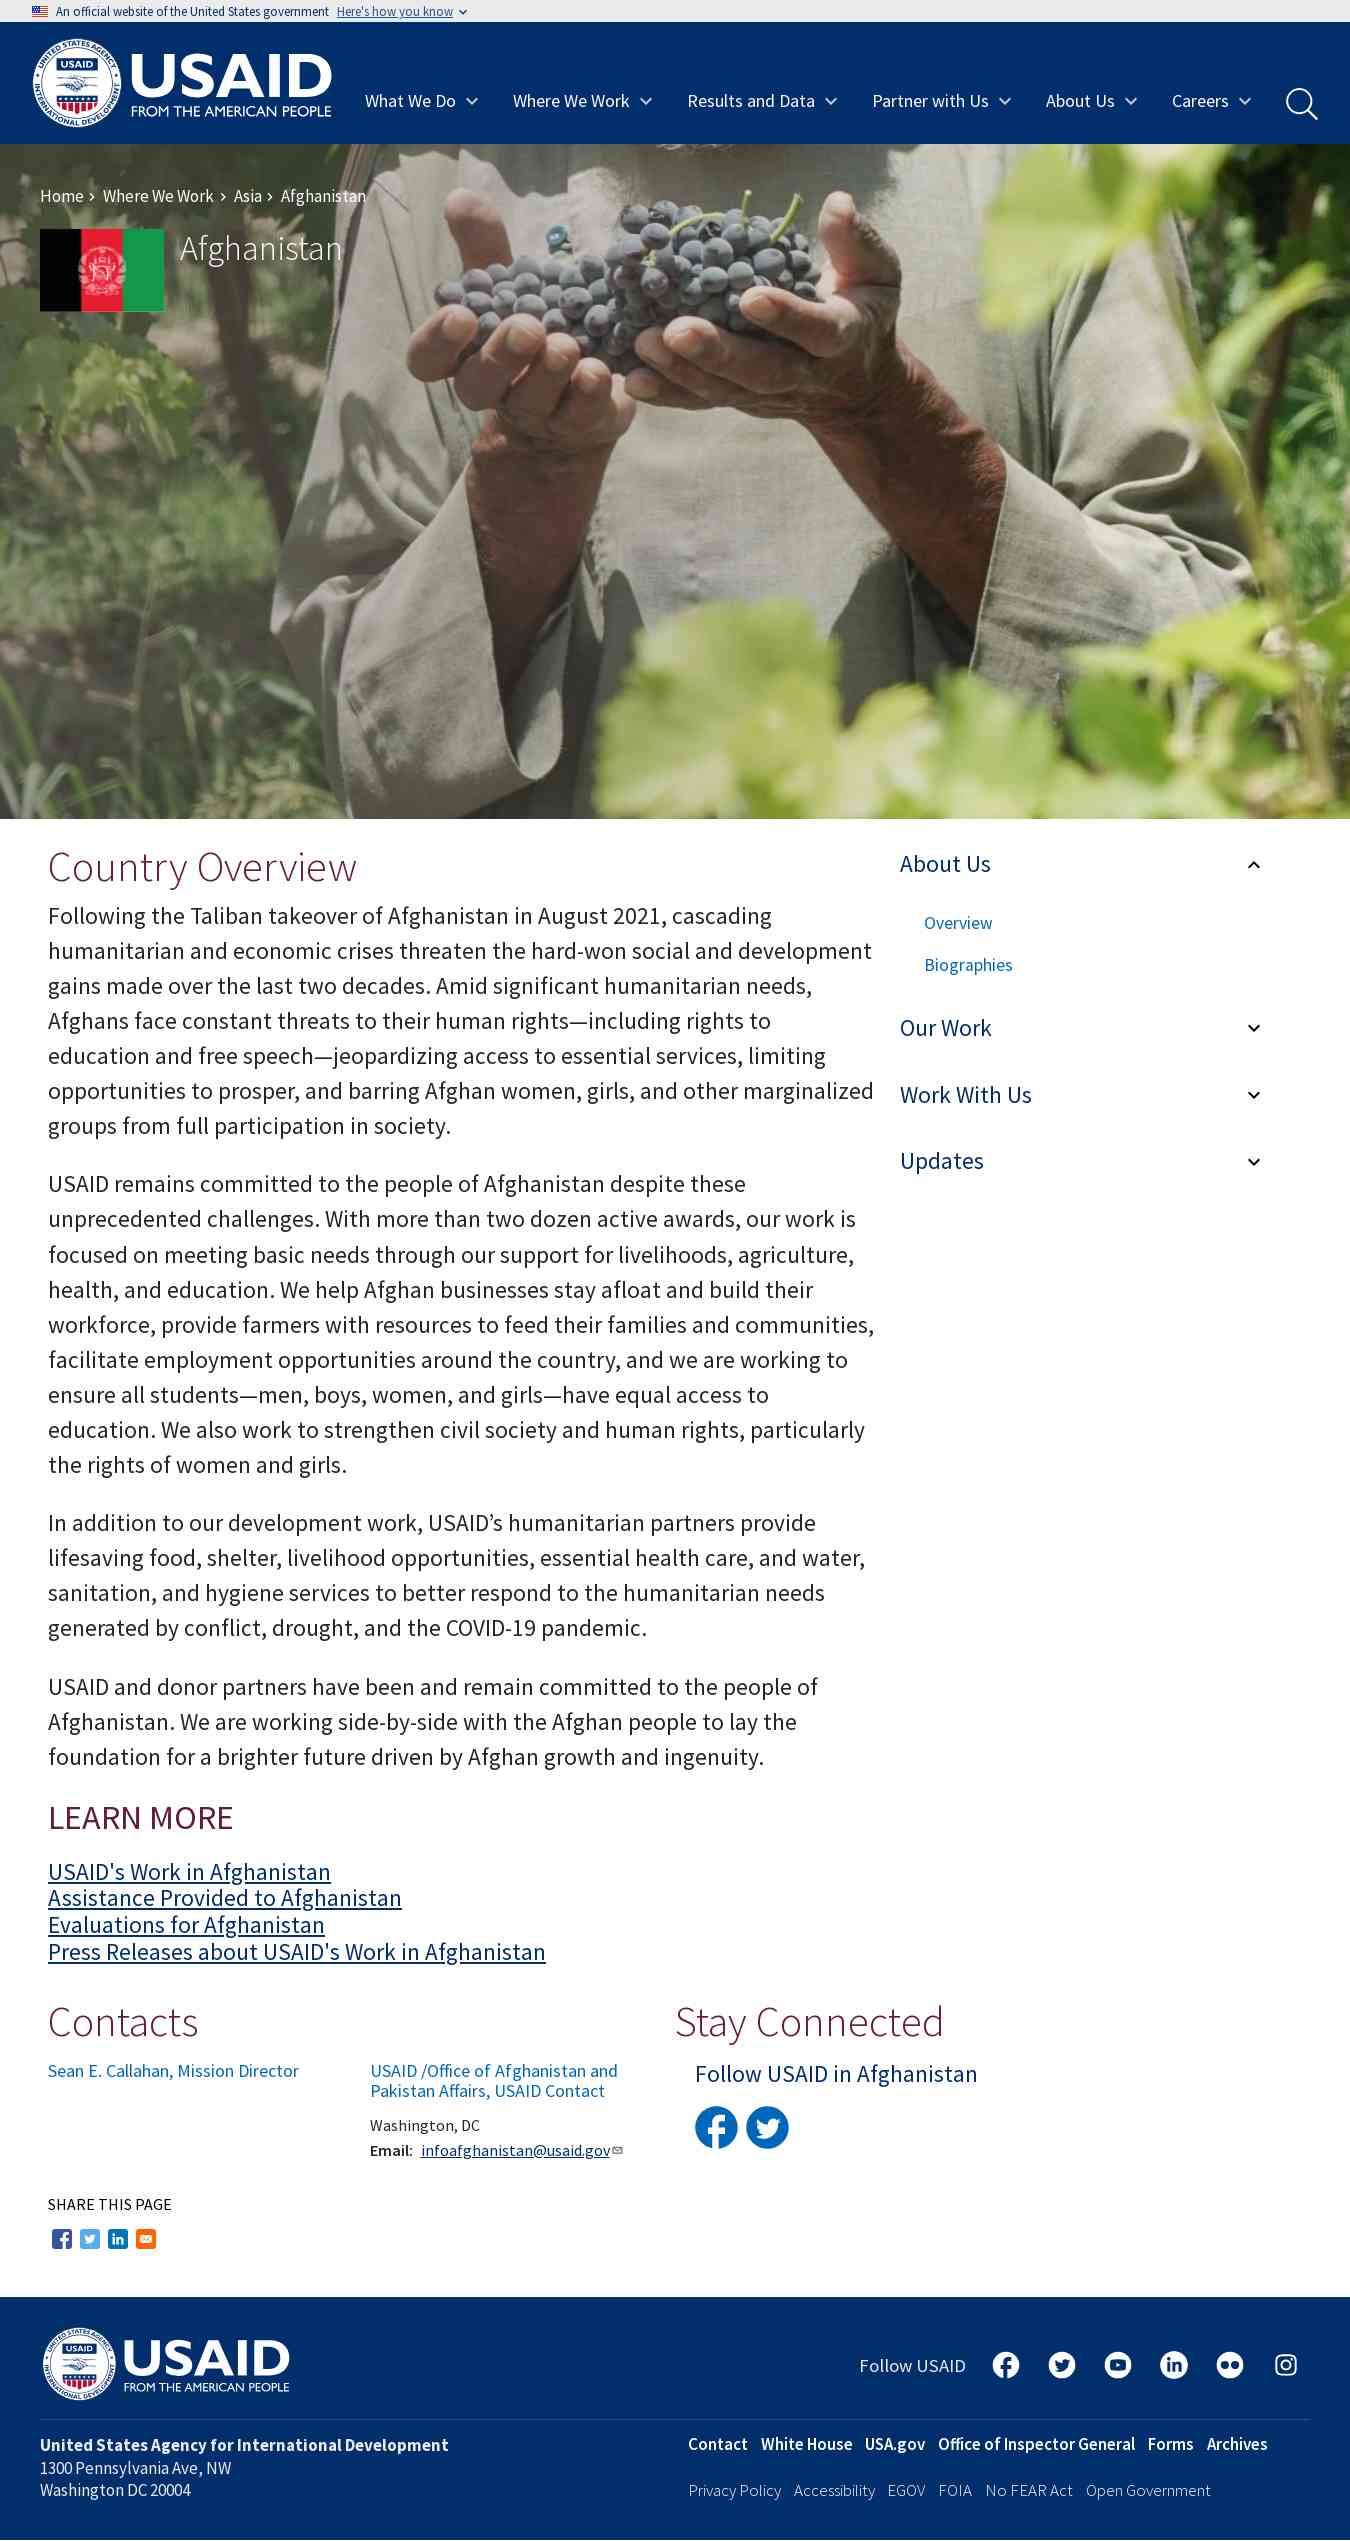 An official website of the United States government Here's how you know
USAID
FROM THE AMERICAN PEOPLE
What We Do
Where We Work
Results and Data
Partner with Us
About Us
Careers
Home
Where We Work
Asia
Afghanistan
Afghanistan
Country Overview
Following the Taliban takeover of Afghanistan in August 2021, cascading
humanitarian and economic crises threaten the hard-won social and development
gains made over the last two decades. Amid significant humanitarian needs,
Afghans face constant threats to their human rights—including rights to
education and free speech—jeopardizing access to essential services, limiting
opportunities to prosper, and barring Afghan women, girls, and other marginalized
groups from full participation in society.
USAID remains committed to the people of Afghanistan despite these
unprecedented challenges. With more than two dozen active awards, our work is
focused on meeting basic needs through our support for livelihoods, agriculture,
health, and education. We help Afghan businesses stay afloat and build their
workforce, provide farmers with resources to feed their families and communities,
facilitate employment opportunities around the country, and we are working to
ensure all students—men, boys, women, and girls—have equal access to
education. We also work to strengthen civil society and human rights, particularly
the rights of women and girls.
In addition to our development work, USAID’s humanitarian partners provide
lifesaving food, shelter, livelihood opportunities, essential health care, and water,
sanitation, and hygiene services to better respond to the humanitarian needs
generated by conflict, drought, and the COVID-19 pandemic.
USAID and donor partners have been and remain committed to the people of
Afghanistan. We are working side-by-side with the Afghan people to lay the
foundation for a brighter future driven by Afghan growth and ingenuity.
LEARN MORE
USAID's Work in Afghanistan
Assistance Provided to Afghanistan
Evaluations for Afghanistan
Press Releases about USAID's Work in Afghanistan
About Us
Overview
Biographies
Our Work
Work With Us
Updates
Contacts
Sean E. Callahan, Mission Director
USAID /Office of Afghanistan and
Pakistan Affairs, USAID Contact
Washington, DC
Email: infoafghanistan@usaid.gov
Stay Connected
Follow USAID in Afghanistan
SHARE THIS PAGE
USAID
FROM THE AMERICAN PEOPLE
Follow USAID
United States Agency for International Development
1300 Pennsylvania Ave, NW
Washington DC 20004
Contact White House USA.gov Office of Inspector General Forms Archives
Privacy Policy Accessibility EGOV FOIA No FEAR Act Open Government